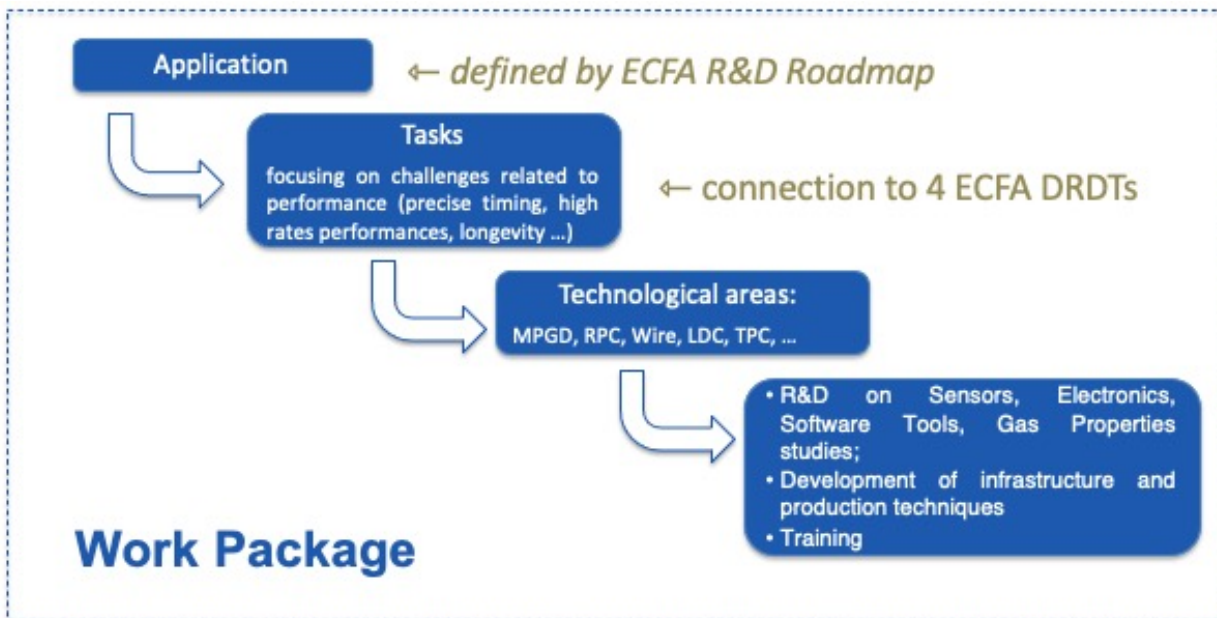 Application
← defined by ECFA R&D Roadmap
Tasks
focusing on challenges related to
performance (precise timing, high
rates performances, longevity ...)
← connection to 4 ECFA DRDTs
Technological areas:
MPGD, RPC, Wire, LDC, TPC, ...
• R&D on Sensors, Electronics,
Software Tools, Gas Properties
studies;
• Development of infrastructure and
production techniques
• Training
Work Package